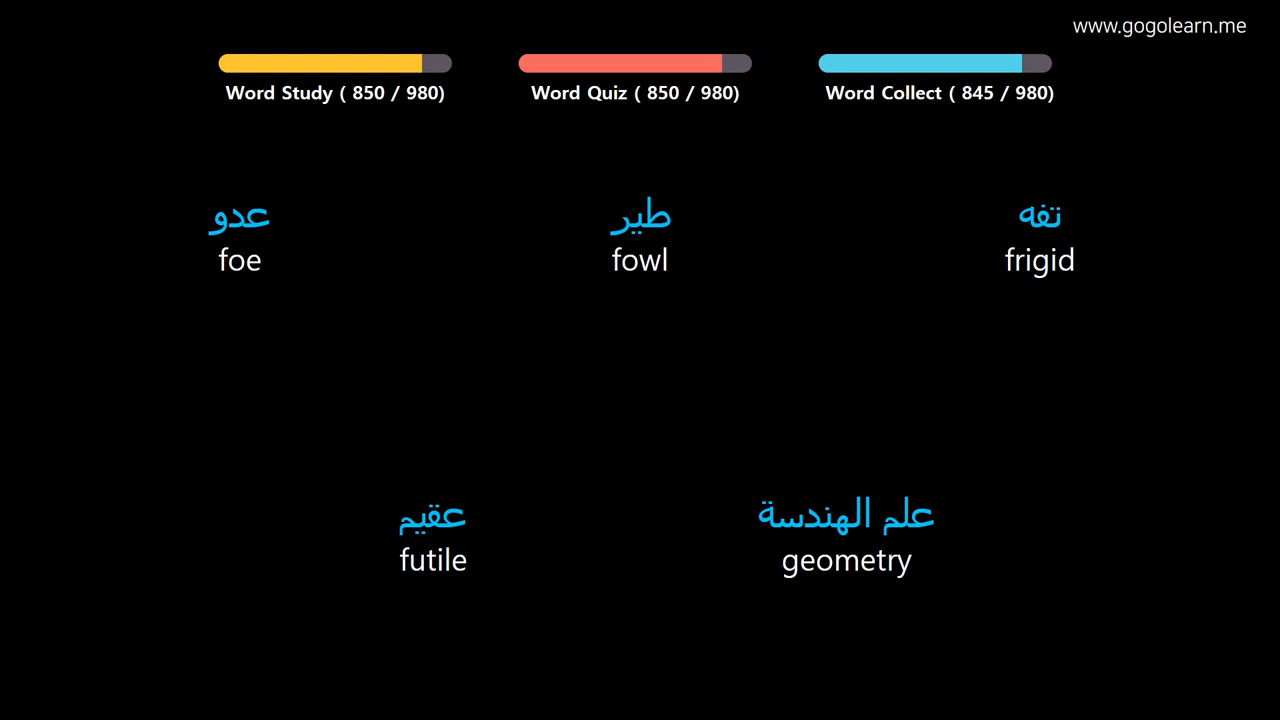 www.gogolearn.me
Word Study ( 850 / 980)
Word Quiz ( 850 / 980)
Word Collect ( 845 / 980)
عدو
foe
طير
fowl
تفه
frigid
عقيم
futile
علم الهندسة
geometry